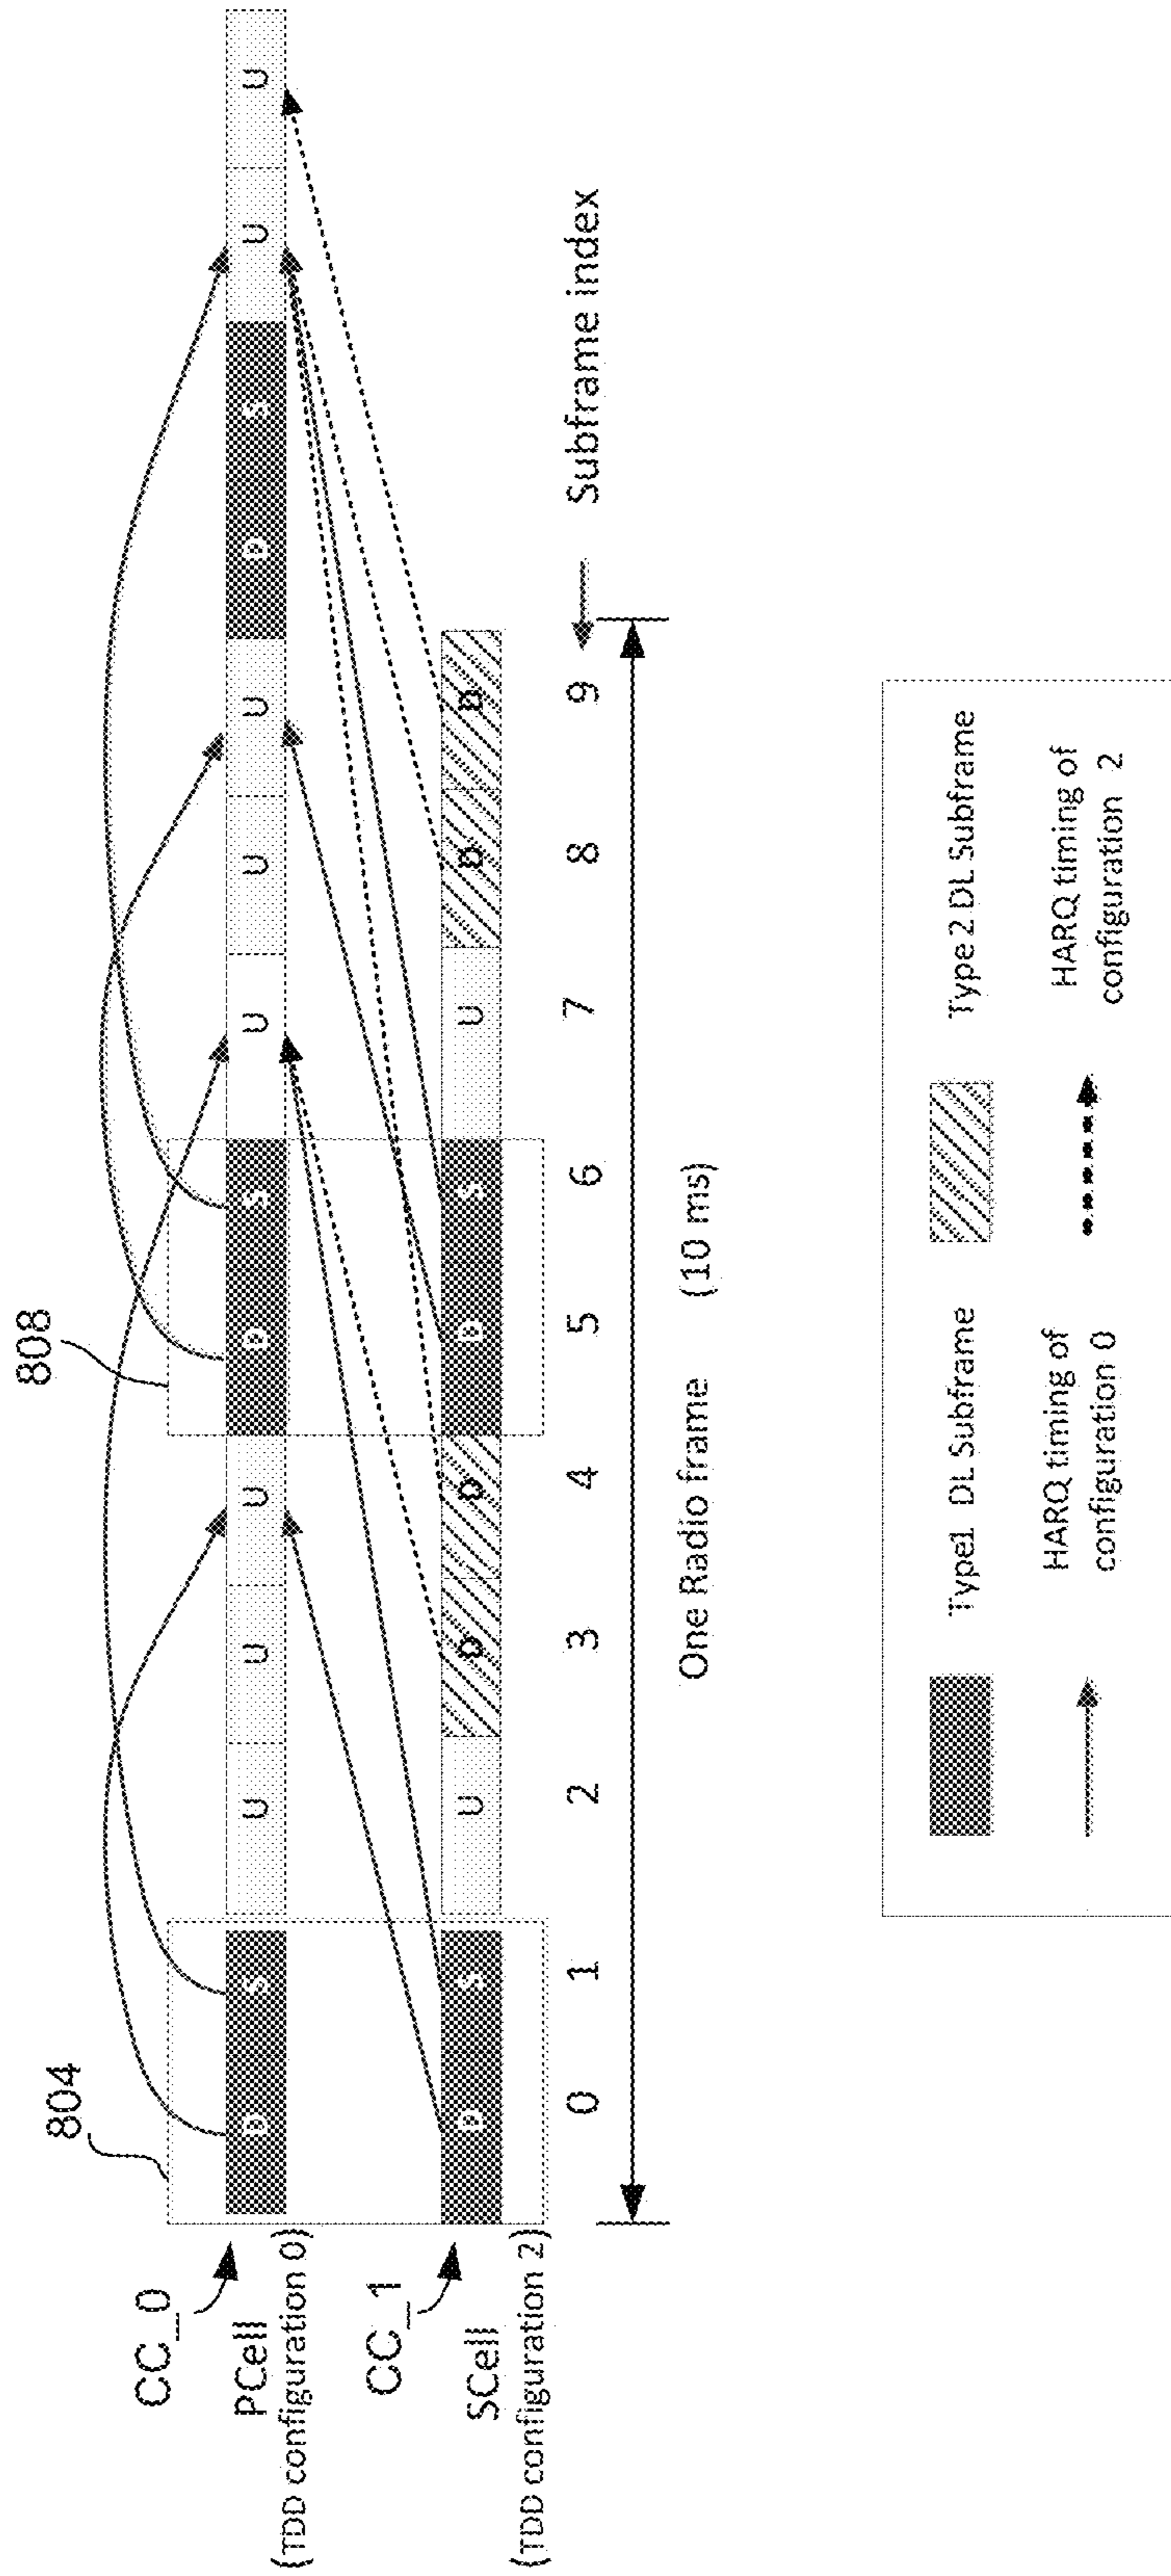 804
808
CC_0
PCell
(TDD configuration 0)
D S U U U D S U U U D S U U
CC_1
SCell
(TDD configuration 2)
D S U D D D S U D D
0 1 2 3 4 5 6 7 8 9 Subframe index
One Radio frame (10 ms)
Type1 DL Subframe
Type 2 DL Subframe
HARQ timing of
configuration 0
HARQ timing of
configuration 2